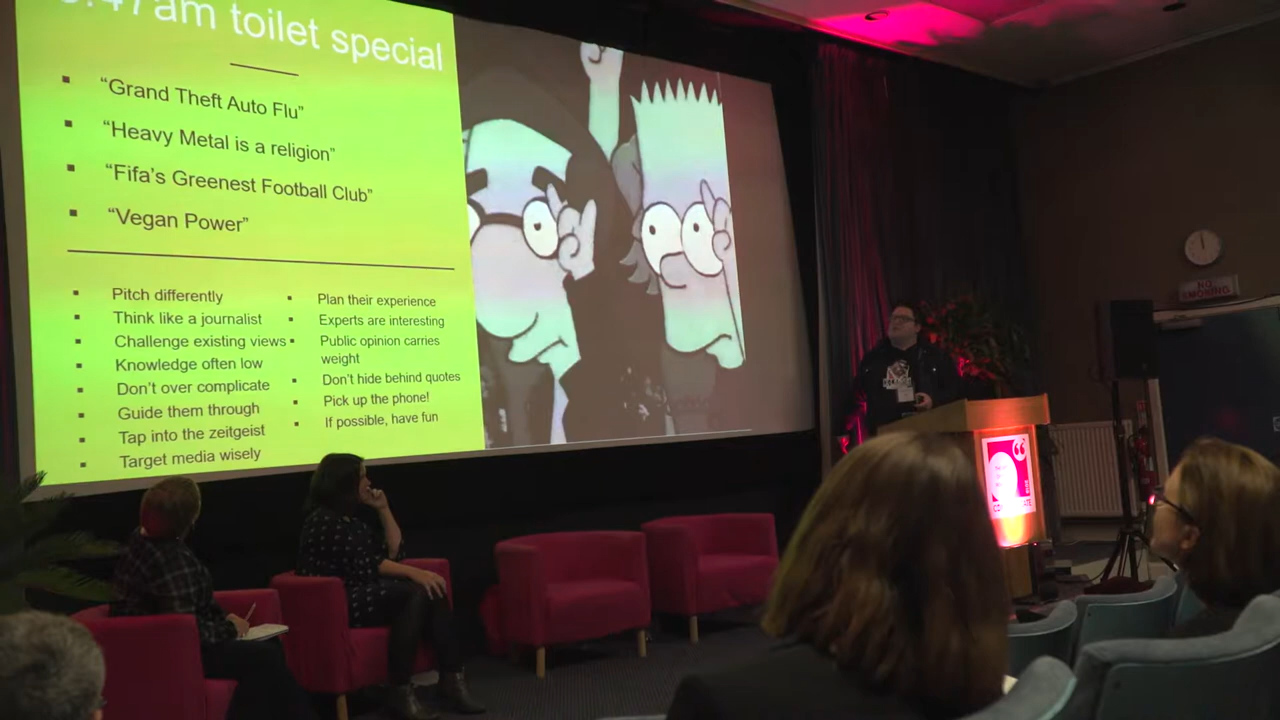 toilet special
“Grand Theft Auto Flu”
“Heavy Metal is a religion”
“Fifa’s Greenest Football Club”
“Vegan Power”
Pitch differently
Think like a journalist
Challenge existing views
Knowledge often low
Don’t over complicate
Guide them through
Tap into the zeitgeist
Target media wisely
Plan their experience
Experts are interesting
Public opinion carries
weight
Don’t hide behind quotes
Pick up the phone!
If possible, have fun
NO
SMOKING